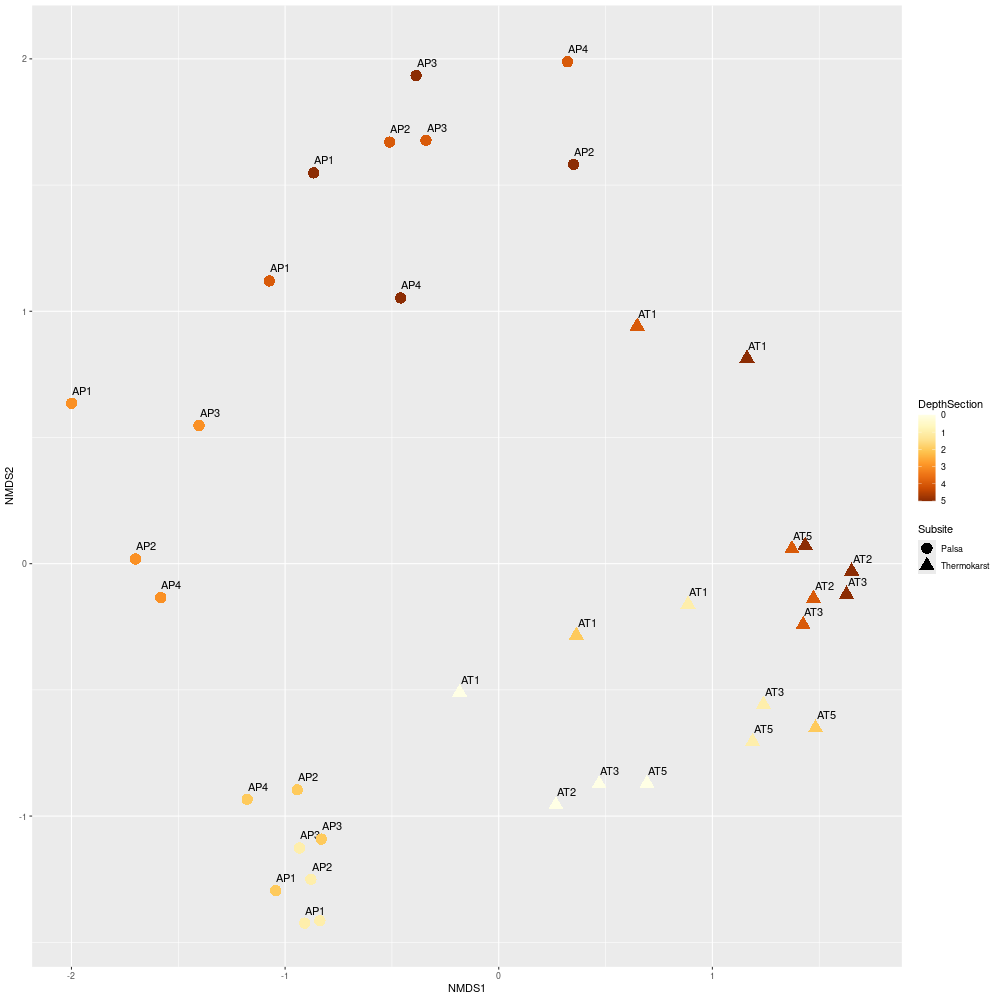 AP4
AP3
AP2
AP3
AP2
AP1
AP1
AP4
AT1
AT1
AP1
AP3
AT5
AP2
AT2
AT3
AP4
AT2
AT1
AT3
AT1
AT1
AT3
AT5
AT5
AT3
AT5
AP4
AP2
AT2
AP3
AP3
AP2
AP1
AP1
2
1
0
-1
-2
-1
0
1
NMDS1
NMDS2
DepthSection
0
1
2
3
4
5
Subsite
Palsa
Thermokarst